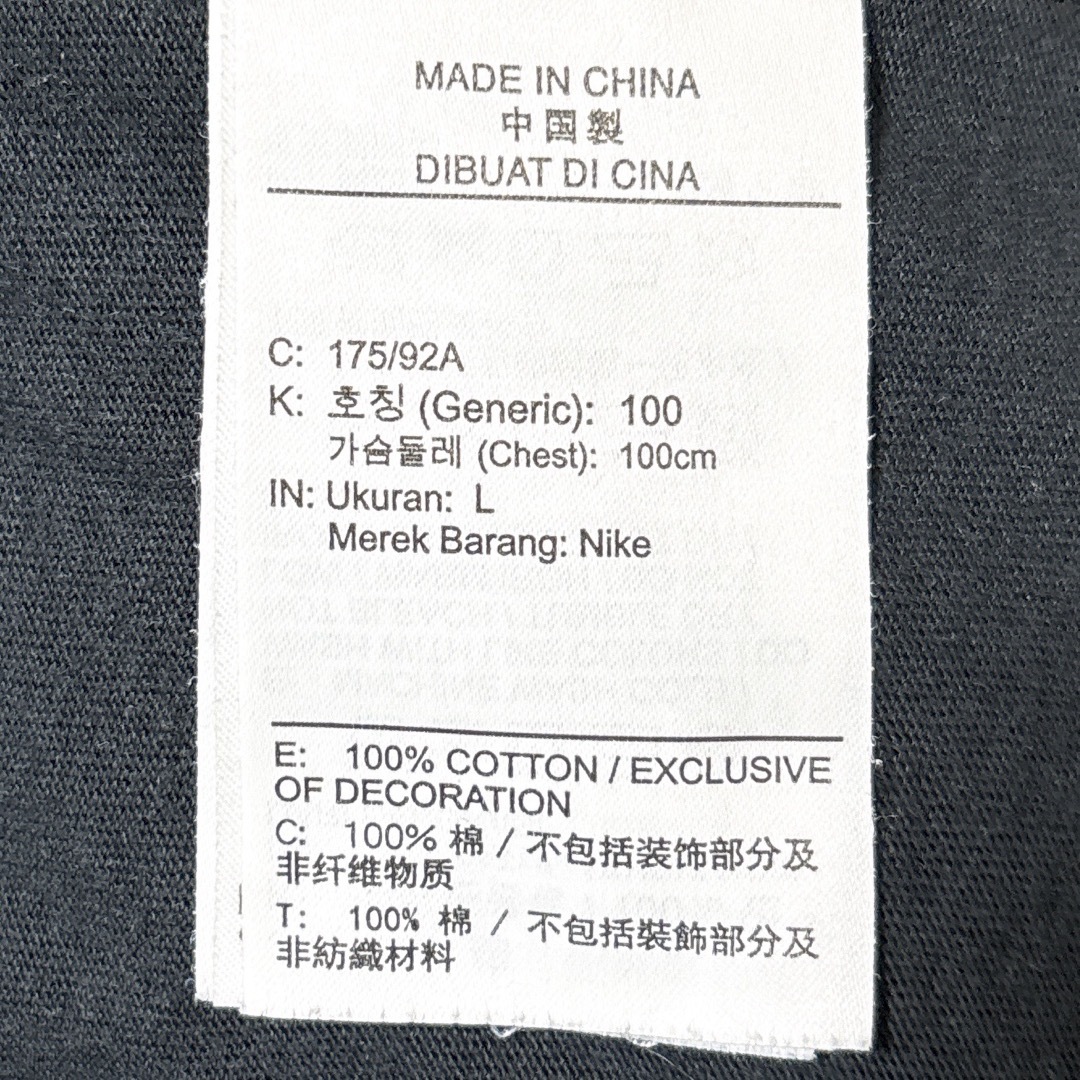 MADE IN CHINA
中国製
DIBUAT DI CINA
C: 175/92A
K: 호칭 (Generic): 100
가슴둘레 (Chest): 100cm
IN: Ukuran: L
Merek Barang: Nike
E: 100% COTTON / EXCLUSIVE
OF DECORATION
C: 100% 棉 / 不包括装饰部分及
非纤维物质
T: 100% 棉 / 不包括裝飾部分及
非紡織材料